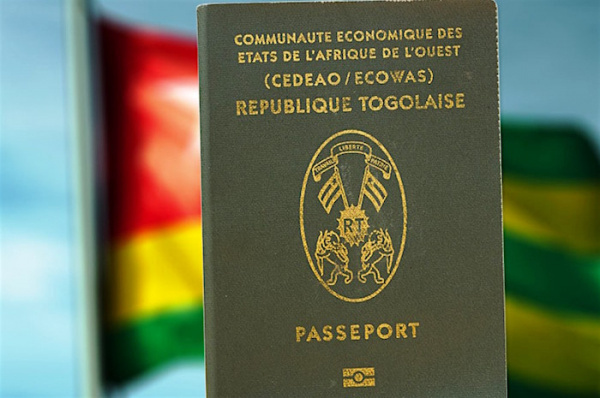 COMMUNAUTE ECONOMIQUE DES
ETATS DE L'AFRIQUE DE L'OUEST
(CEDEAO / ECOWAS)
REPUBLIQUE TOGOLAISE
LIBERTE
TRAVAIL PATRIE
RT
PASSEPORT